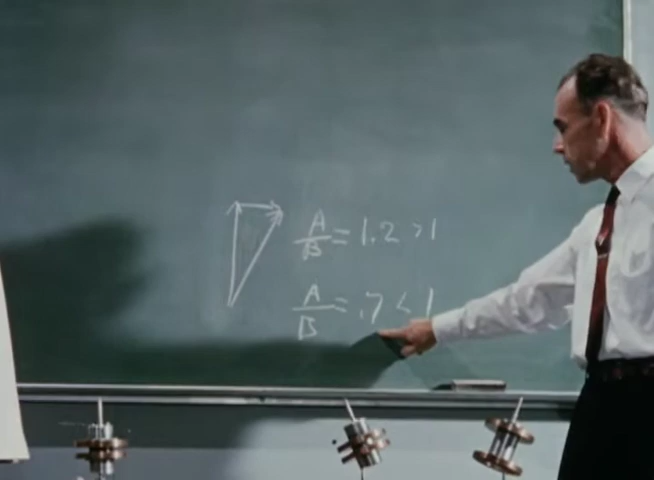 A/B = 1.2 > 1
A/B = .7 < 1